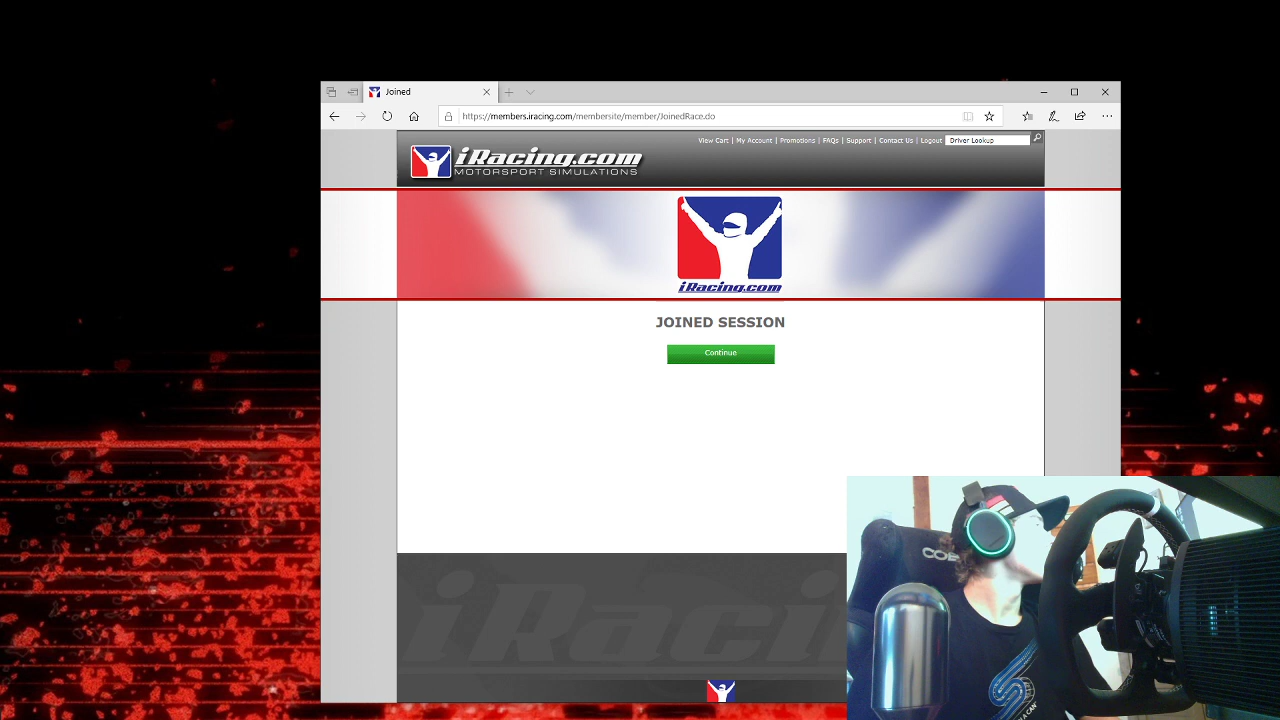 Joined
https://members.iracing.com/membersite/member/JoinedRace.do
View Cart | My Account | Promotions | FAQs | Support | Contact Us | Logout
Driver Lookup
iRacing.com
MOTORSPORT SIMULATIONS
iRacing.com
JOINED SESSION
Continue
iRaci